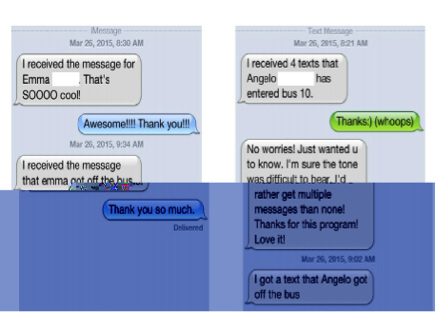 iMessage
Mar 26, 2015, 8:30 AM
I received the message for
Emma That's
SOOOO cool!
Awesome!!!! Thank you!!!
Mar 26, 2015, 9:34 AM
I received the message
that emma got off the bus...
Thank you so much.
Delivered
Text Message
Mar 26, 2015, 8:21 AM
I received 4 texts that
Angelo has
entered bus 10.
Thanks:) (whoops)
No worries! Just wanted u
to know. I'm sure the tone
was difficult to bear. I'd
rather get multiple
messages than none!
Thanks for this program!
Love it!
Mar 26, 2015, 9:02 AM
I got a text that Angelo got
off the bus